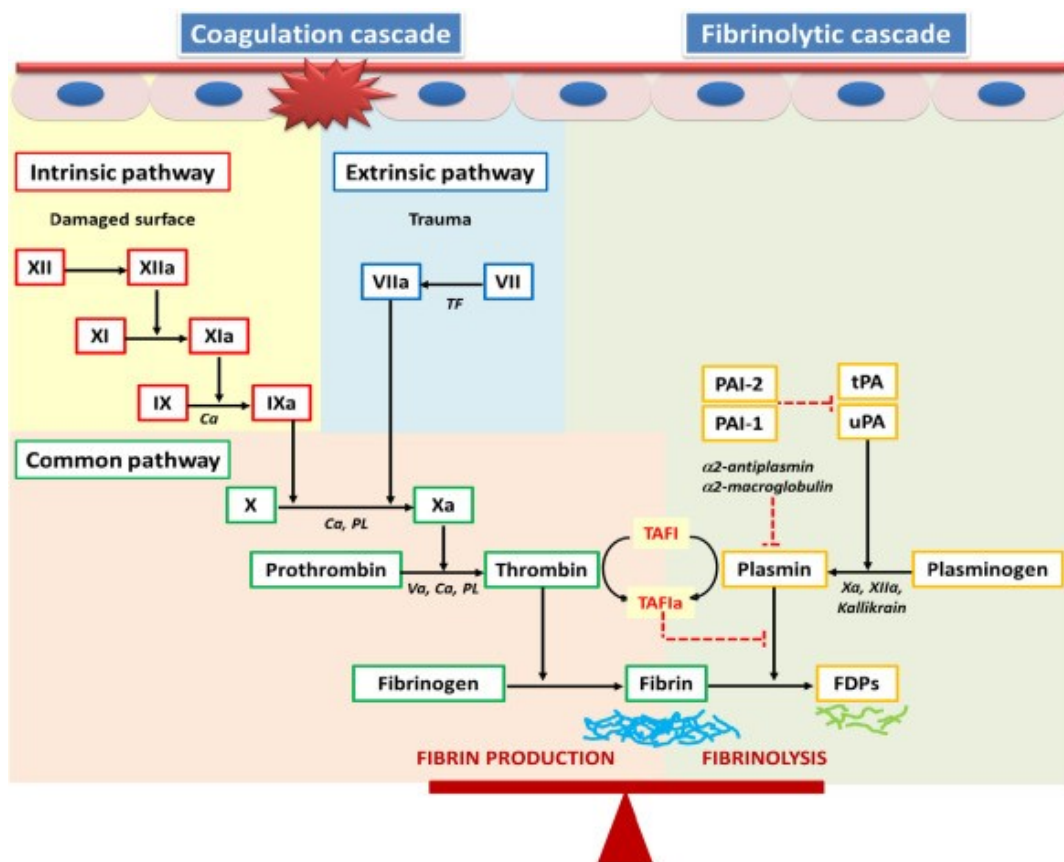 Coagulation cascade
Fibrinolytic cascade
Intrinsic pathway
Extrinsic pathway
Damaged surface
Trauma
XII
XIIa
VIIa
VII
TF
XI
XIa
IX
IXa
Ca
PAI-2
tPA
PAI-1
uPA
Common pathway
α2-antiplasmin
α2-macroglobulin
X
Xa
Ca, PL
TAFI
Prothrombin
Thrombin
Plasmin
Plasminogen
Va, Ca, PL
TAFIa
Xa, XIIa,
Kallikrain
Fibrinogen
Fibrin
FDPs
FIBRIN PRODUCTION
FIBRINOLYSIS